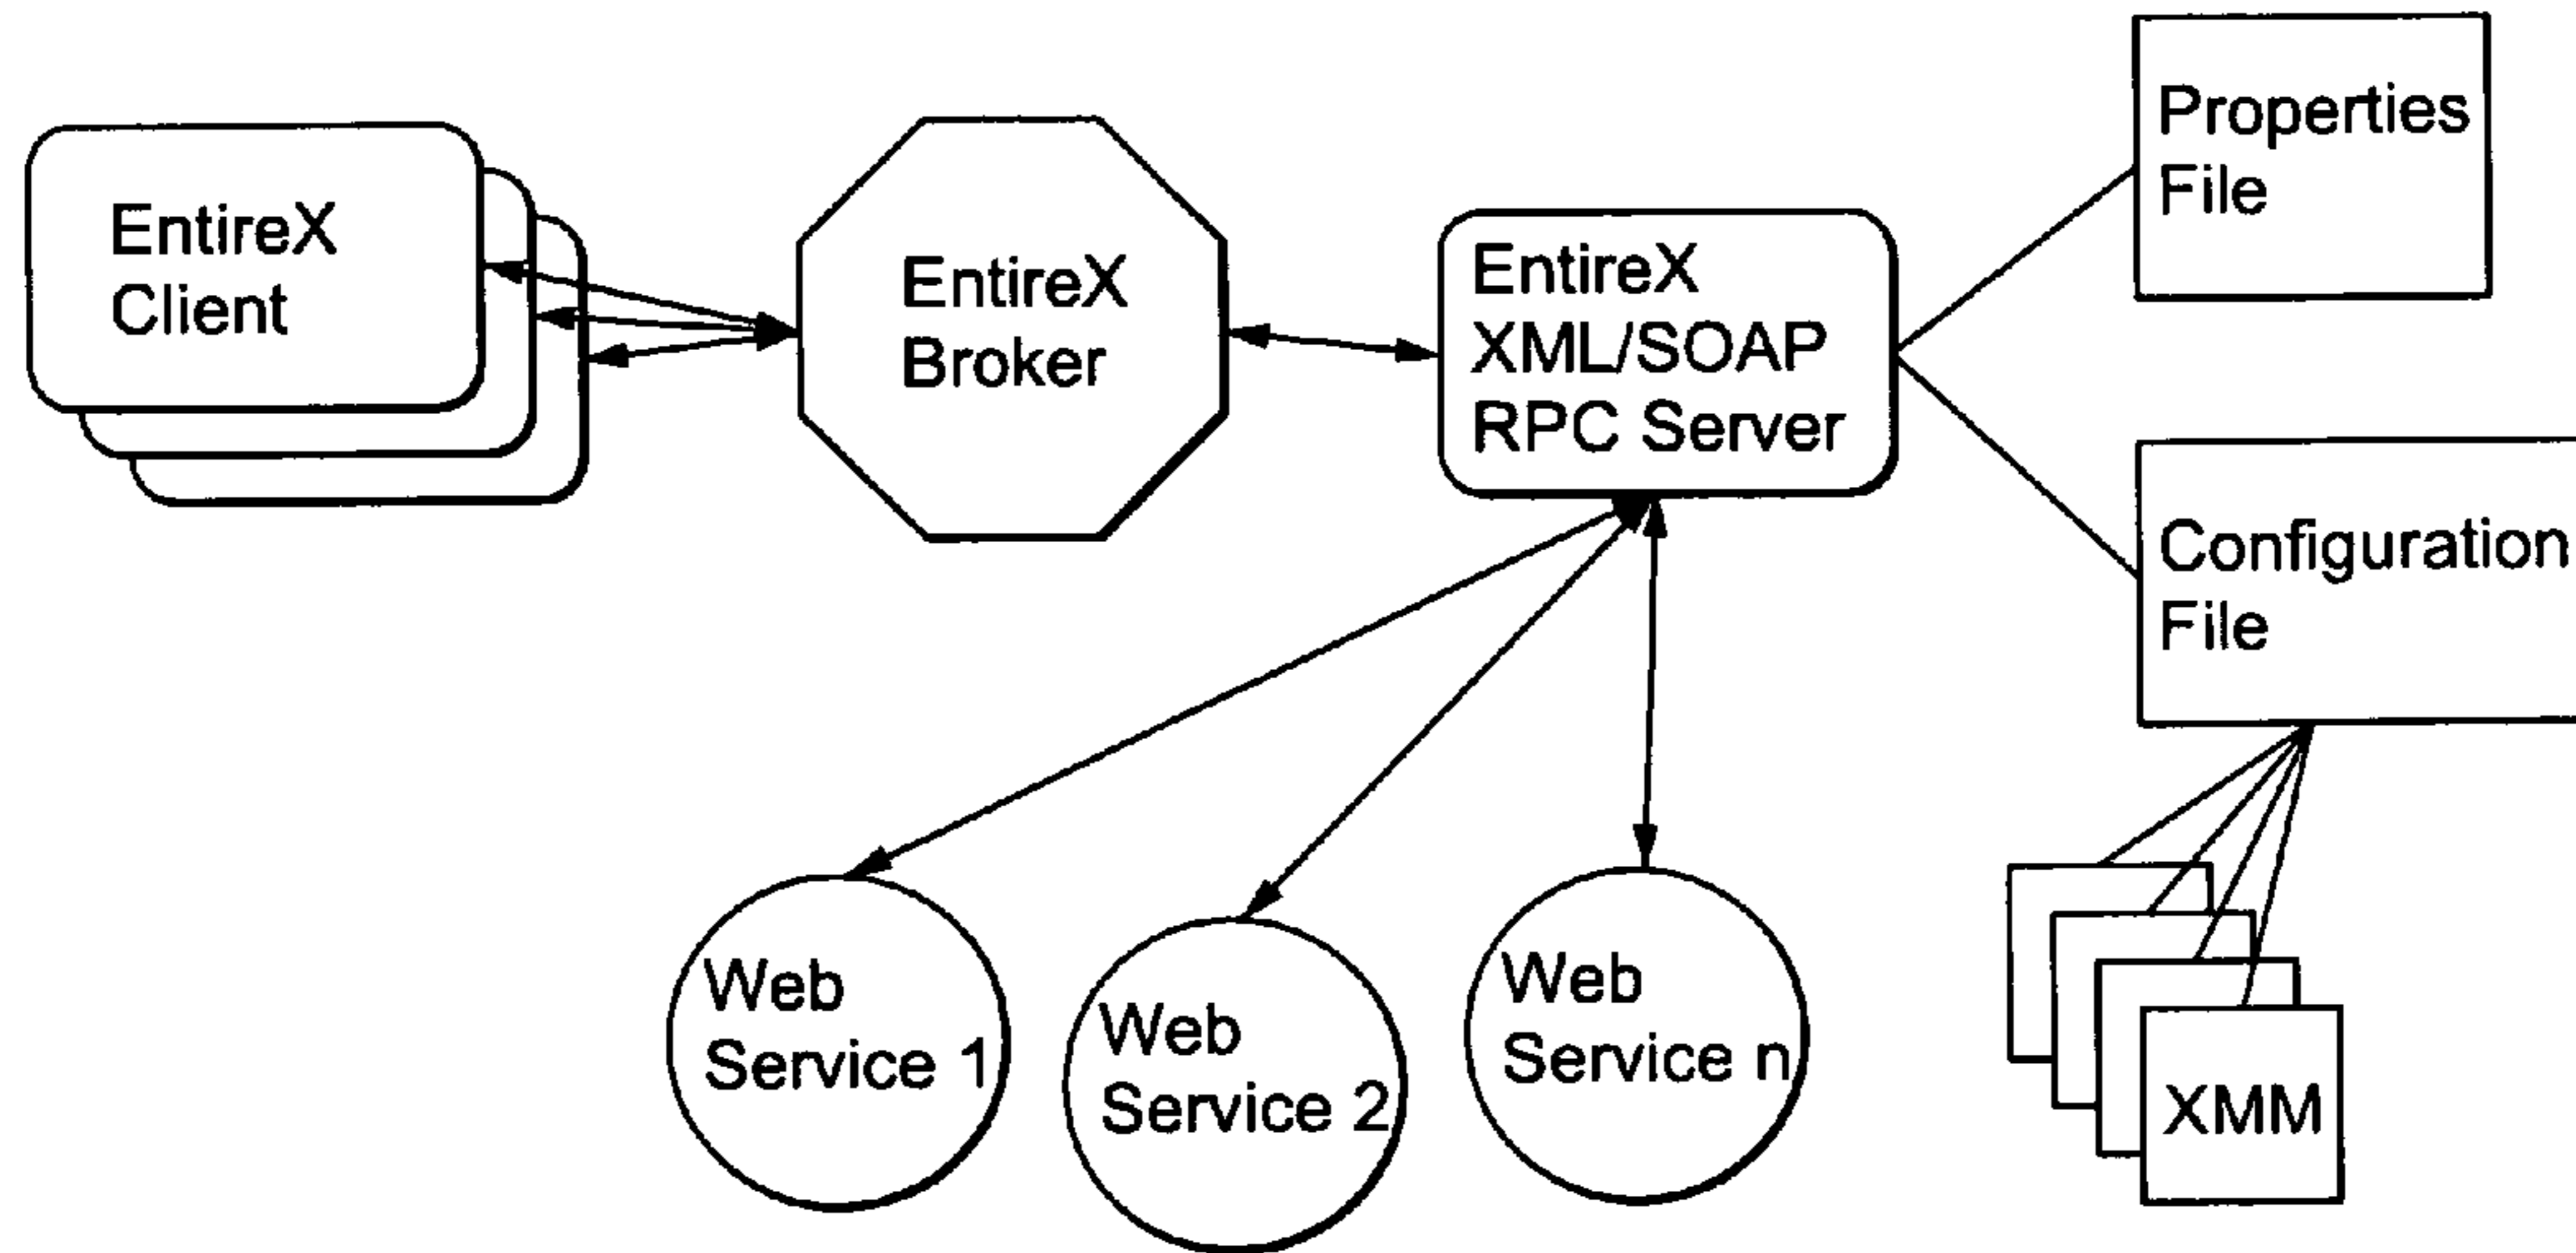 EntireX
Client
EntireX
Broker
EntireX
XML/SOAP
RPC Server
Properties
File
Configuration
File
Web
Service 1
Web
Service 2
Web
Service n
XMM